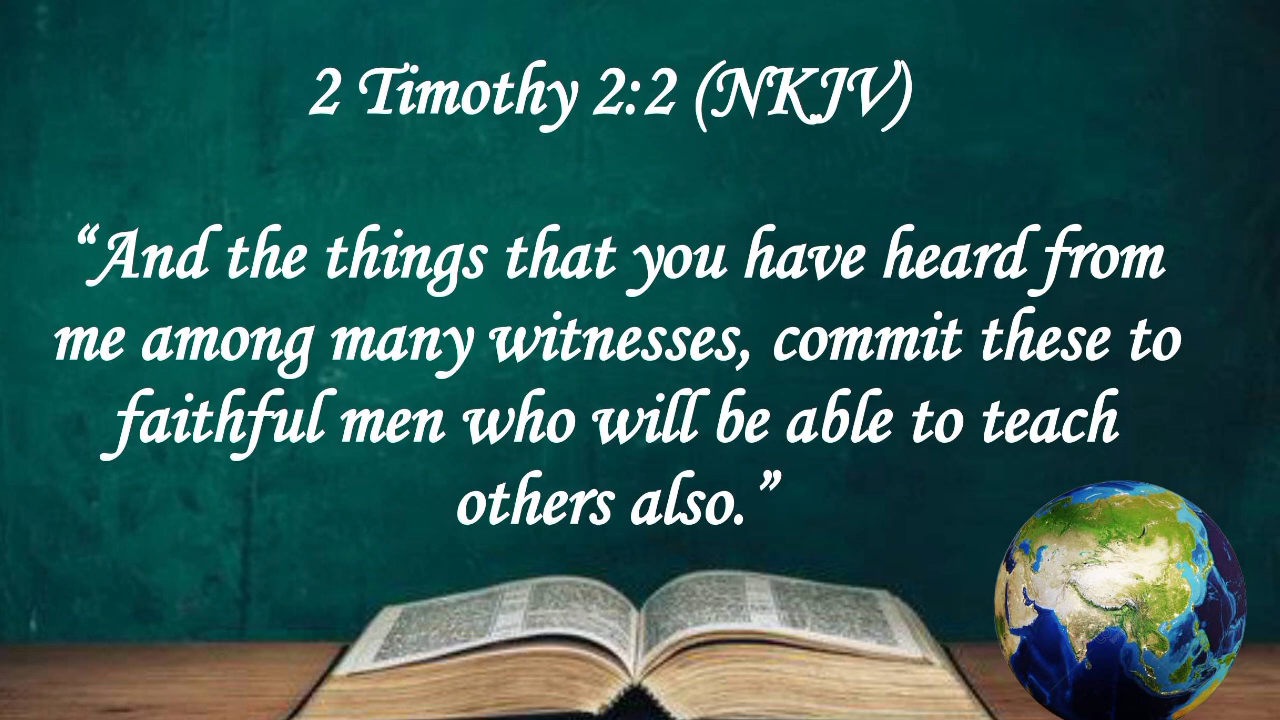 2 Timothy 2:2 (NKJV)
“And the things that you have heard from
me among many witnesses, commit these to
faithful men who will be able to teach
others also.”